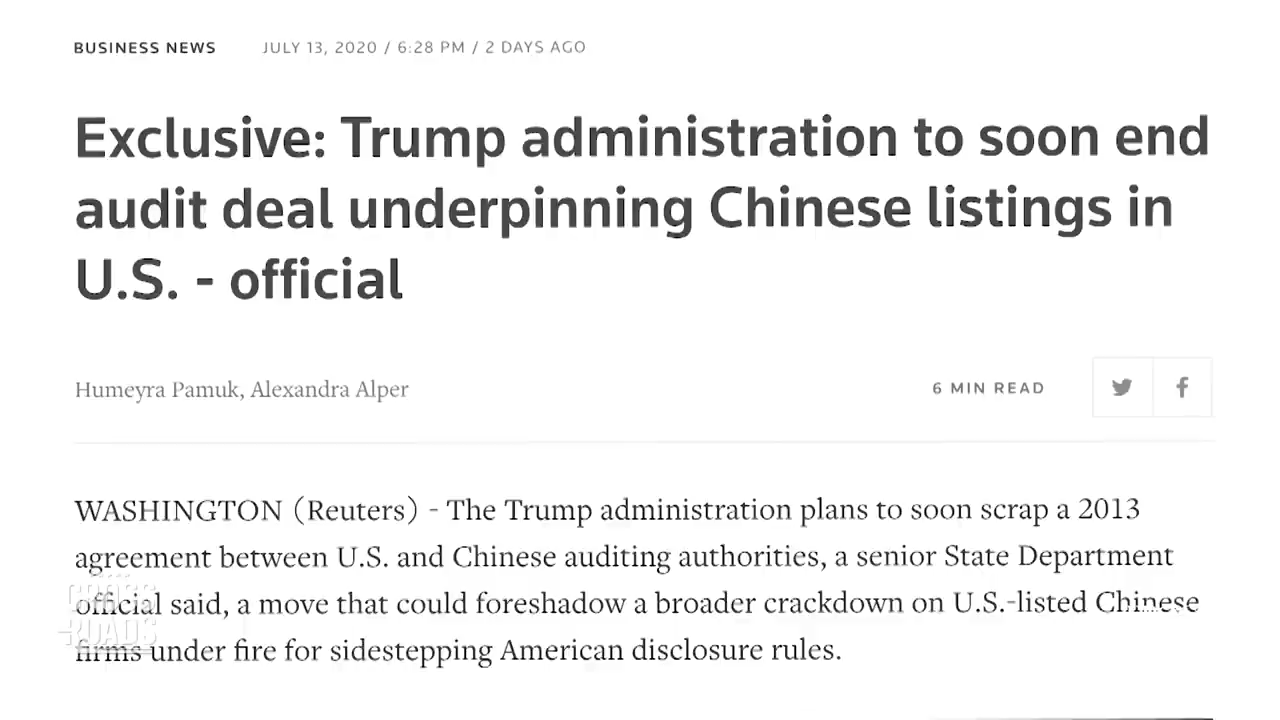 BUSINESS NEWS JULY 13, 2020 / 6:28 PM / 2 DAYS AGO
Exclusive: Trump administration to soon end
audit deal underpinning Chinese listings in
U.S. - official
Humeyra Pamuk, Alexandra Alper
6 MIN READ
WASHINGTON (Reuters) - The Trump administration plans to soon scrap a 2013
agreement between U.S. and Chinese auditing authorities, a senior State Department
official said, a move that could foreshadow a broader crackdown on U.S.-listed Chinese
firms under fire for sidestepping American disclosure rules.
CROSS
ROADS